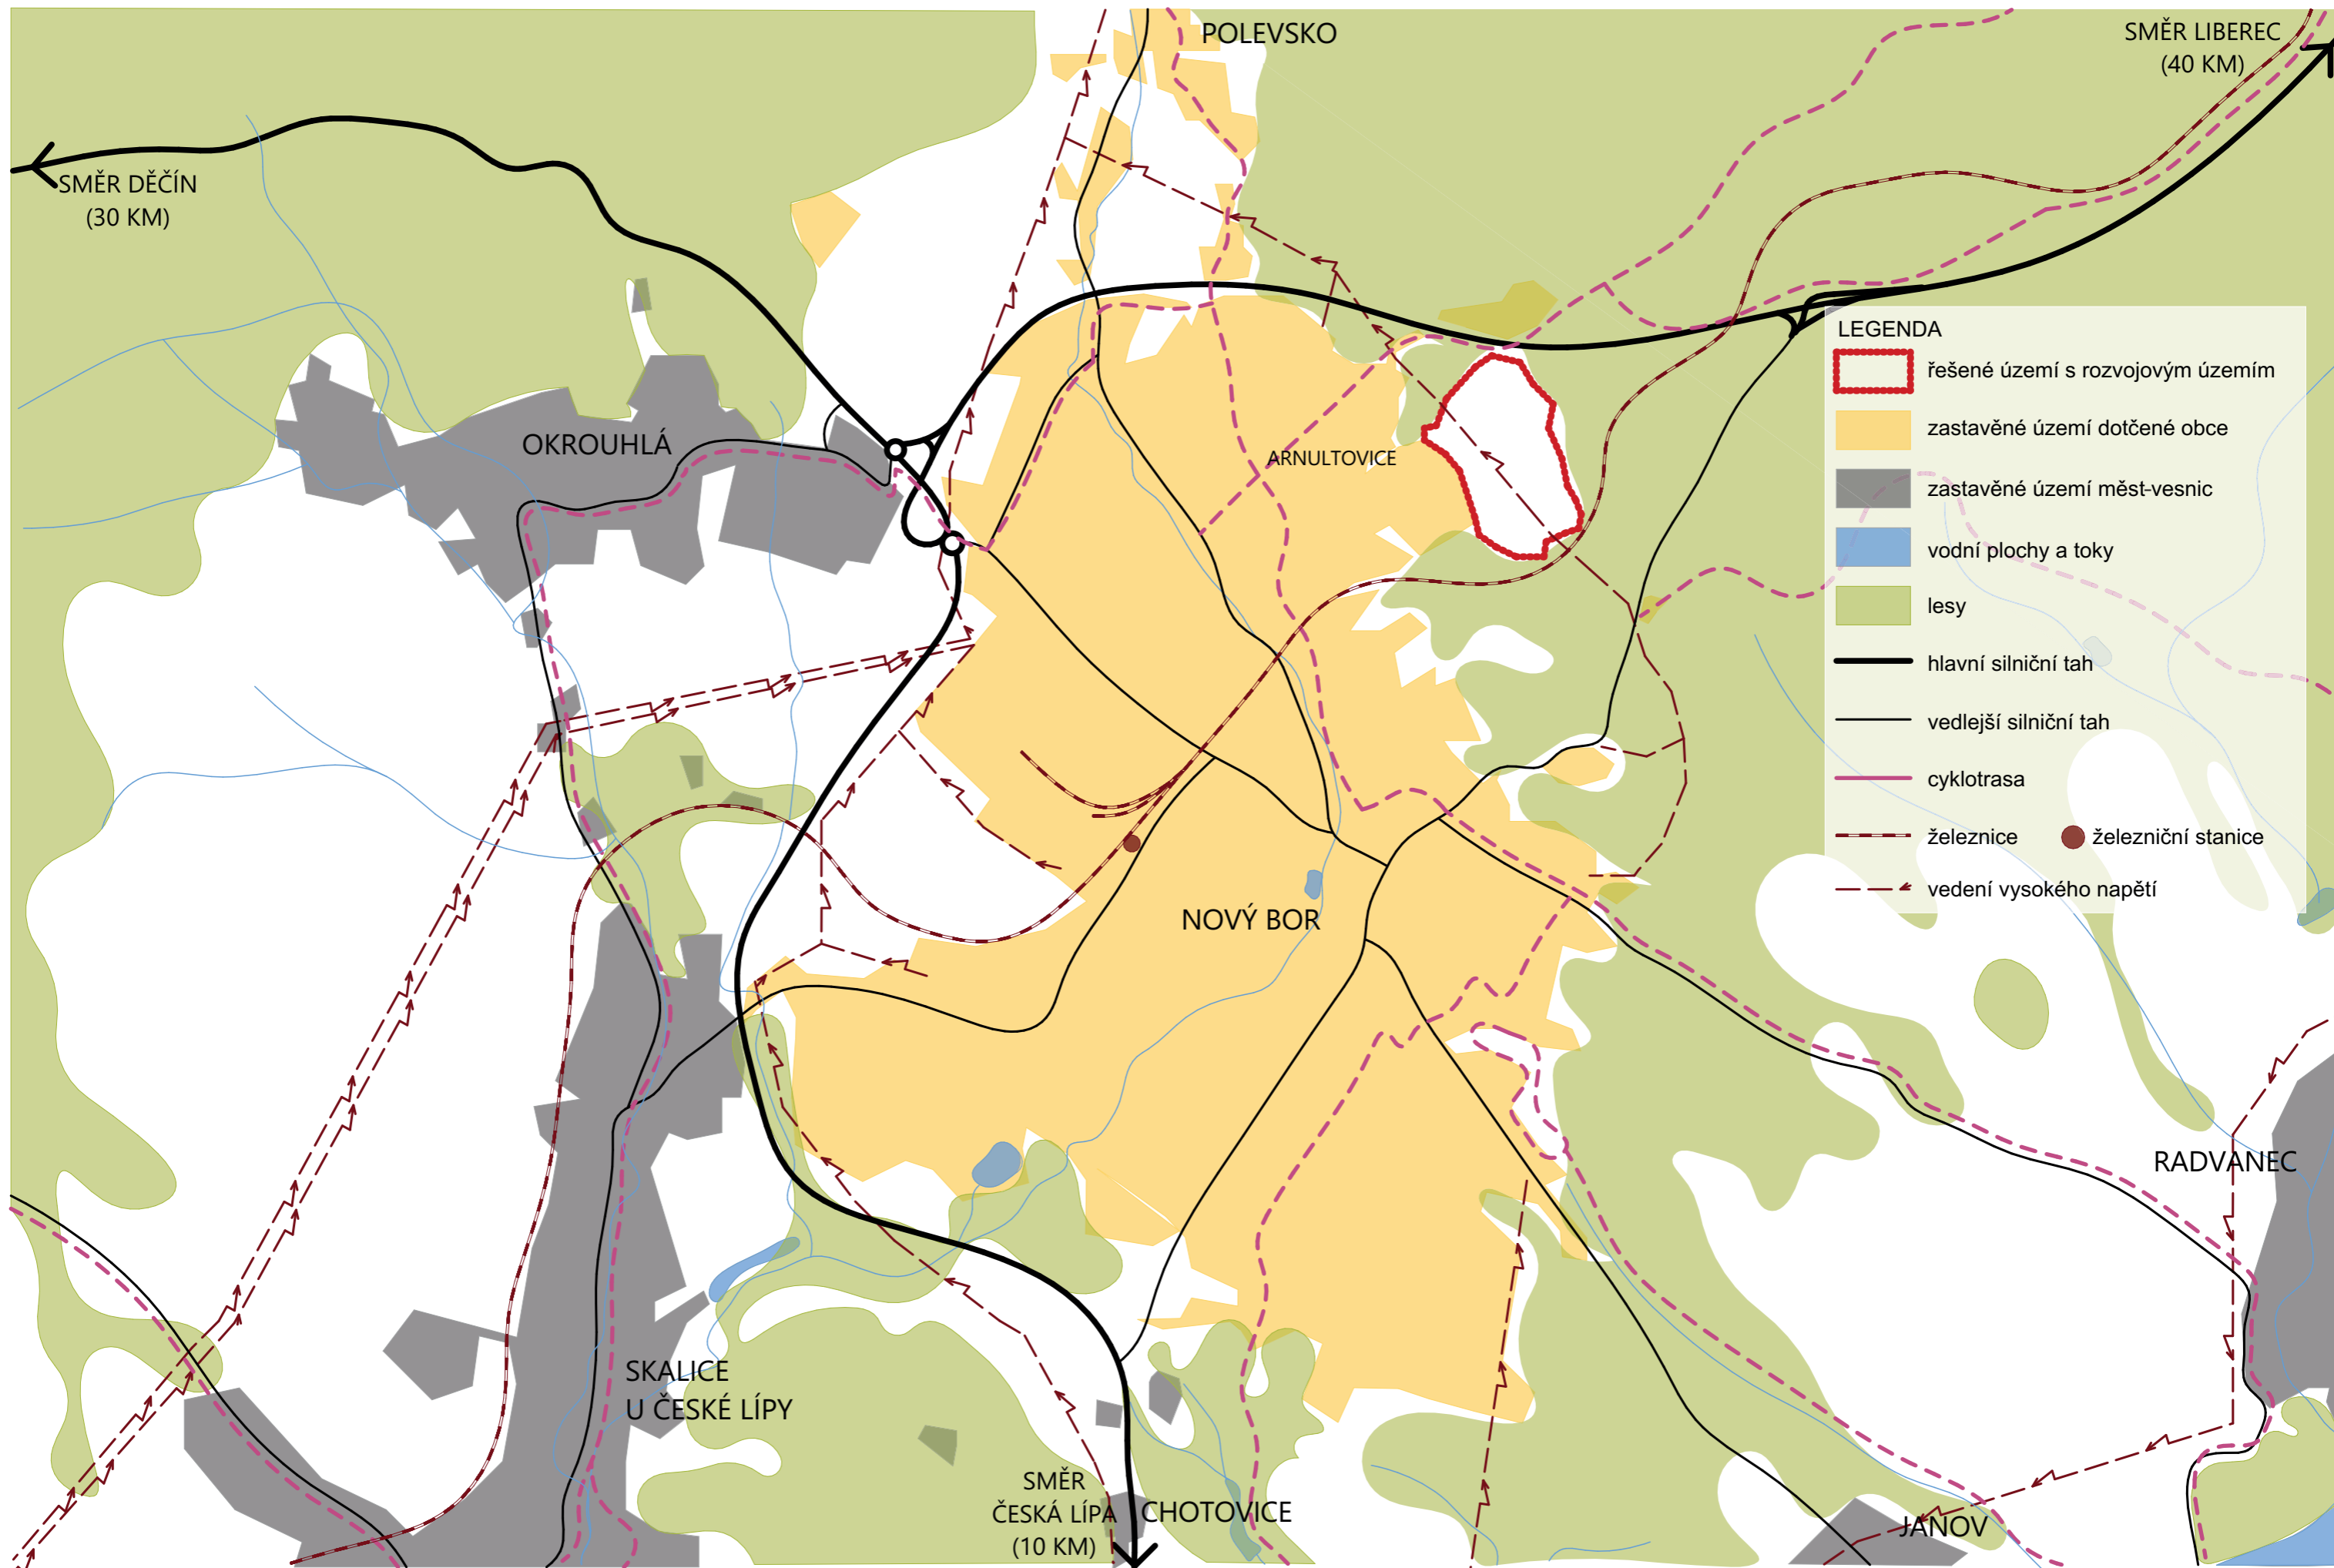 POLEVSKO
SMĚR LIBEREC
(40 KM)
SMĚR DĚČÍN
(30 KM)
LEGENDA
řešené území s rozvojovým územím
zastavěné území dotčené obce
zastavěné území měst-vesnic
vodní plochy a toky
lesy
hlavní silniční tah
vedlejší silniční tah
cyklotrasa
železnice
železniční stanice
vedení vysokého napětí
OKROUHLÁ
ARNULTOVICE
NOVÝ BOR
RADVANEC
SKALICE
U ČESKÉ LÍPY
SMĚR
ČESKÁ LÍPA
(10 KM)
CHOTOVICE
JANOV